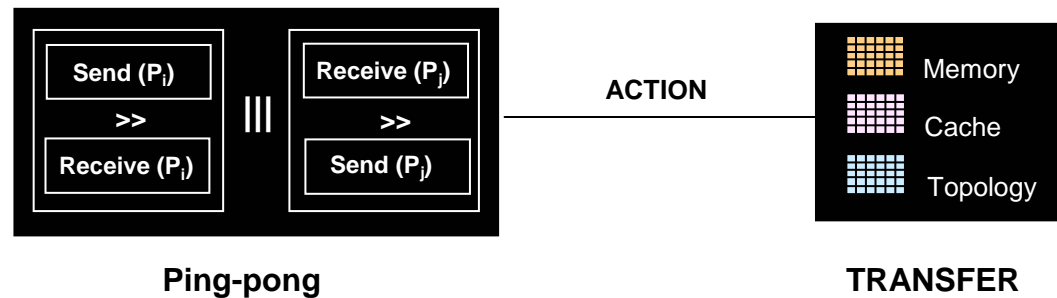 Send (Pi)
>>
Receive (Pi)
|||
Receive (Pj)
>>
Send (Pj)
ACTION
Memory
Cache
Topology
Ping-pong
TRANSFER